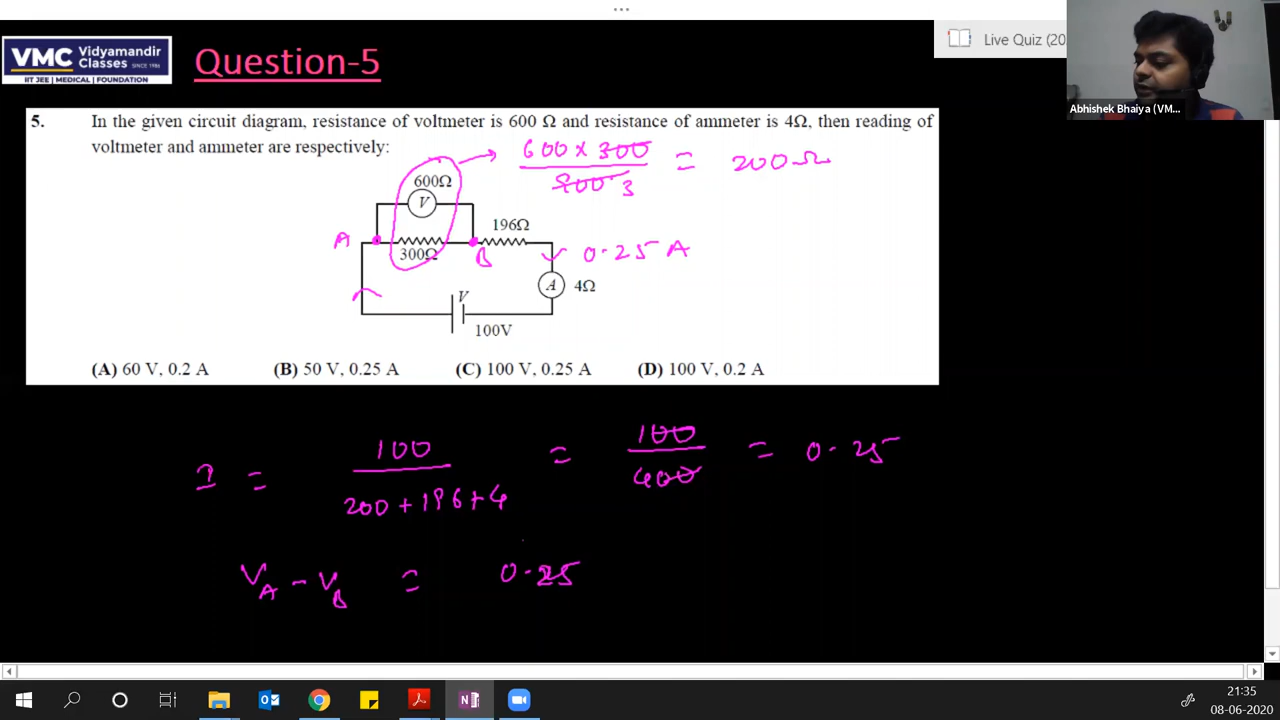 ...
Live Quiz (20
VMC Vidyamandir Classes SINCE 1986
IIT JEE | MEDICAL | FOUNDATION
Question-5
Abhishek Bhaiya (VM...
5. In the given circuit diagram, resistance of voltmeter is 600 Ω and resistance of ammeter is 4Ω, then reading of
voltmeter and ammeter are respectively:
600 × 300
900 3
= 200 Ω
600Ω
V
196Ω
A
300Ω
B
0.25 A
A 4Ω
V
100V
(A) 60 V, 0.2 A (B) 50 V, 0.25 A (C) 100 V, 0.25 A (D) 100 V, 0.2 A
I = 100 / 200 + 196 + 4 = 100 / 400 = 0.25
V_A - V_B = 0.25
21:35
08-06-2020